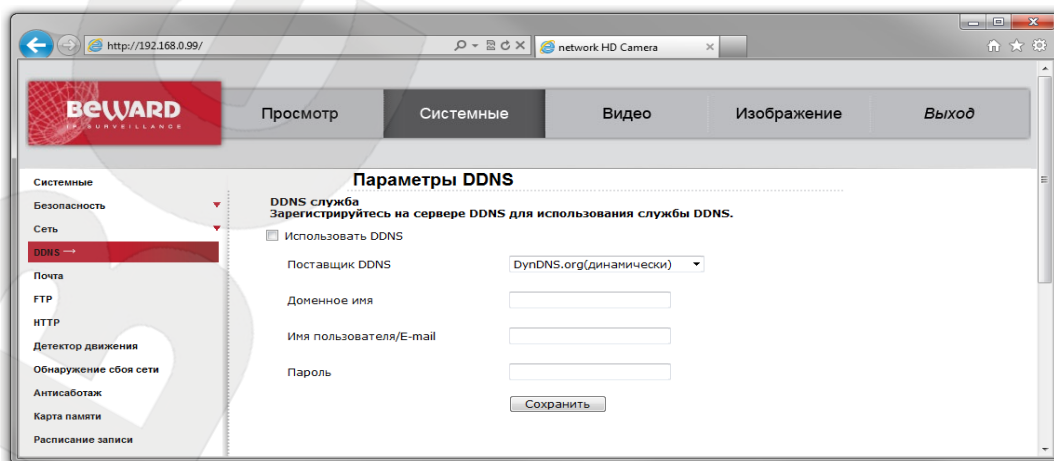 http://192.168.0.99/
network HD Camera
BEWARD
IP SURVEILLANCE
Просмотр
Системные
Видео
Изображение
Выход
Системные
Безопасность
Сеть
DDNS →
Почта
FTP
HTTP
Детектор движения
Обнаружение сбоя сети
Антисаботаж
Карта памяти
Расписание записи
Параметры DDNS
DDNS служба
Зарегистрируйтесь на сервере DDNS для использования службы DDNS.
Использовать DDNS
Поставщик DDNS
DynDNS.org(динамически)
Доменное имя
Имя пользователя/E-mail
Пароль
Сохранить